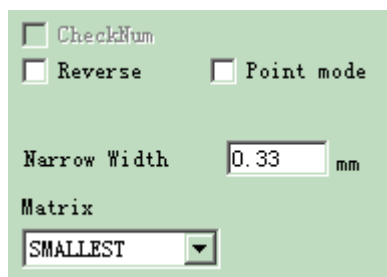 CheckNum
Reverse Point mode
Narrow Width 0.33 mm
Matrix
SMALLEST